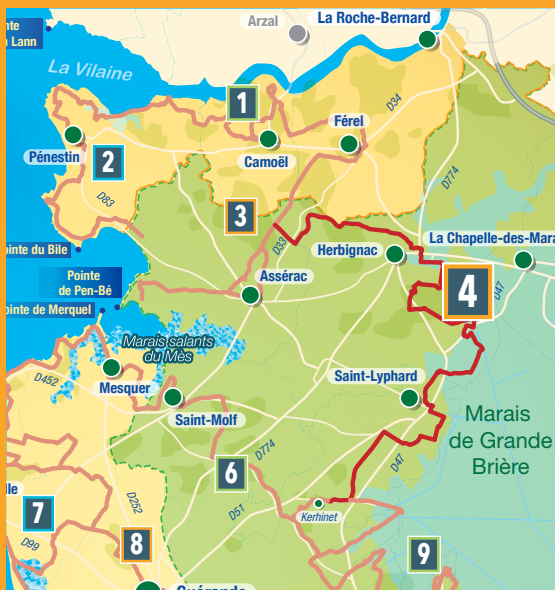 Arzal
La Roche-Bernard
Lann
La Vilaine
1
D34
Férel
Pénestin
2
Camoël
D774
D83
3
D33
Herbignac
La Chapelle-des-Mara
Pointe du Bile
Pointe
de Pen-Bé
Assérac
4
D47
Pointe de Merquel
Marais salants
du Mès
D452
Mesquer
Saint-Lyphard
Saint-Molf
Marais
de Grande
Brière
D774
6
D47
D252
D51
Kerhinet
7
8
D99
9
Guérande